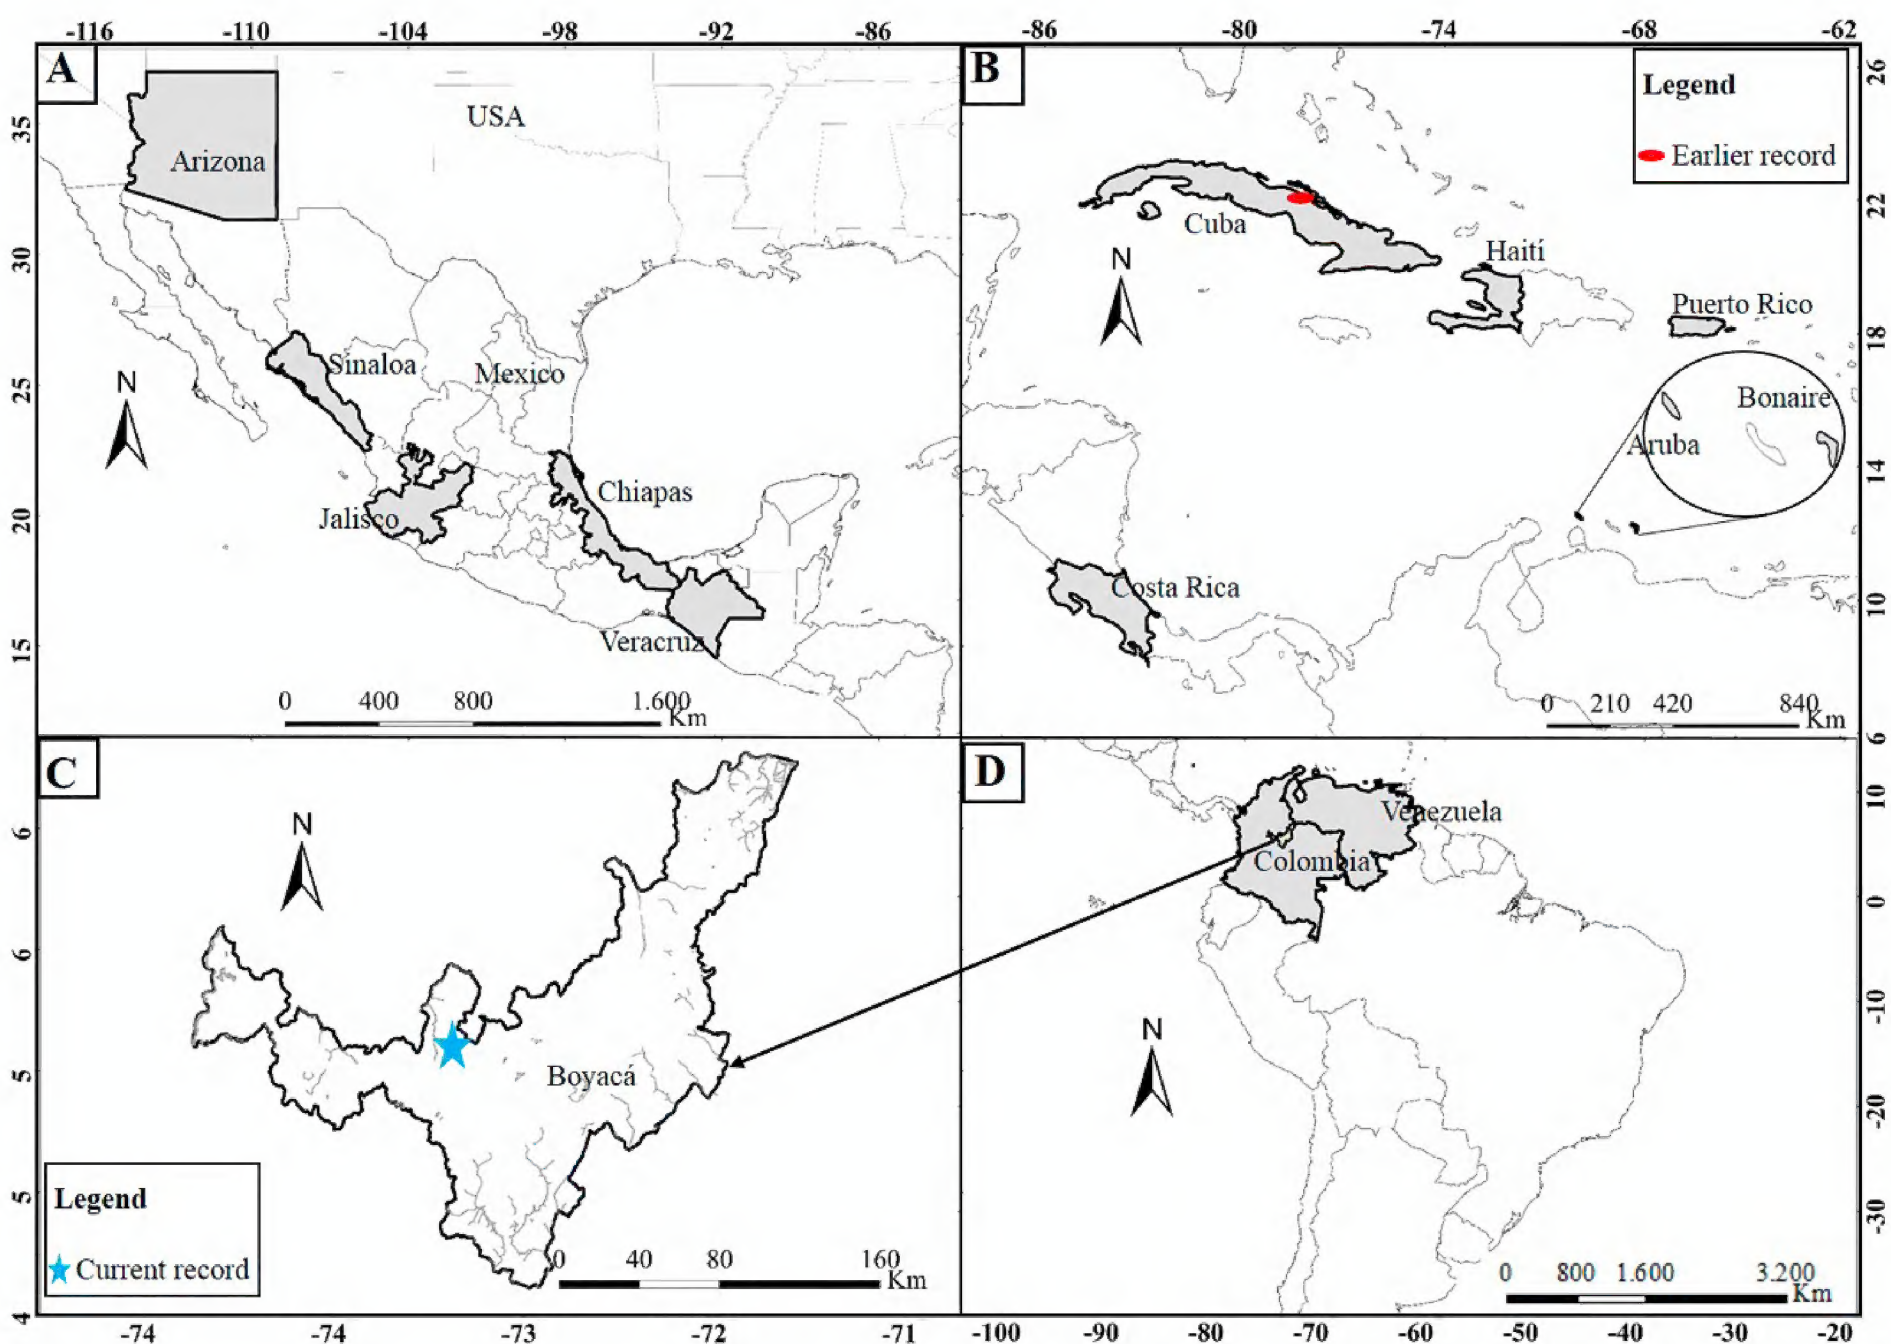 -116 -110 -104 -98 -92 -86 -86 -80 -74 -68 -62
A
USA
Arizona
Sinaloa
Mexico
Chiapas
Jalisco
Veracruz
N
35
30
25
20
15
0 400 800 1.600
Km
B
Legend
Earlier record
Cuba
Haití
N
Puerto Rico
Bonaire
Aruba
Costa Rica
0 210 420 840
Km
26
22
18
14
10
6
C
N
Boyacá
Legend
Current record
0 40 80 160
Km
6
6
5
5
4
D
Venezuela
Colombia
N
0 800 1.600 3.200
Km
10
0
-10
-20
-30
-74 -74 -73 -72 -71 -100 -90 -80 -70 -60 -50 -40 -30 -20